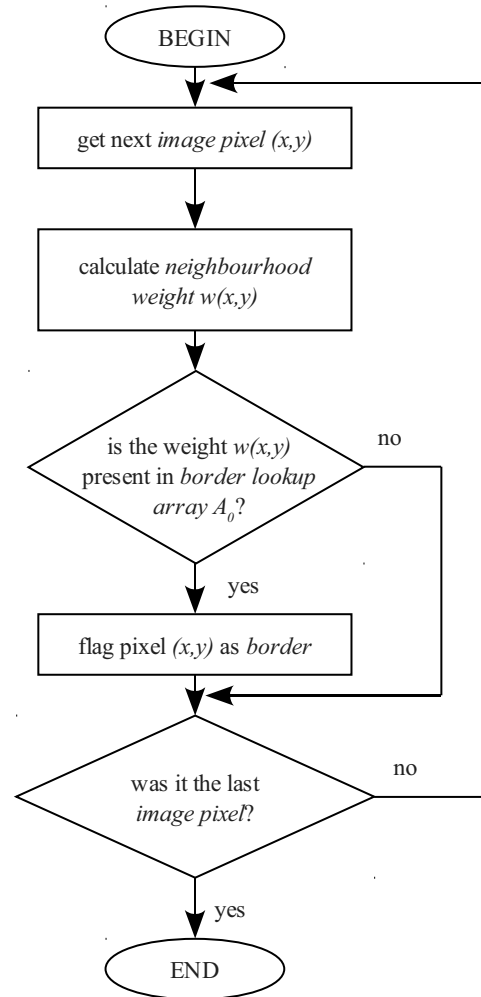 BEGIN
get next image pixel (x,y)
calculate neighbourhood
weight w(x,y)
is the weight w(x,y)
present in border lookup
array A₀?
no
yes
flag pixel (x,y) as border
was it the last
image pixel?
no
yes
END